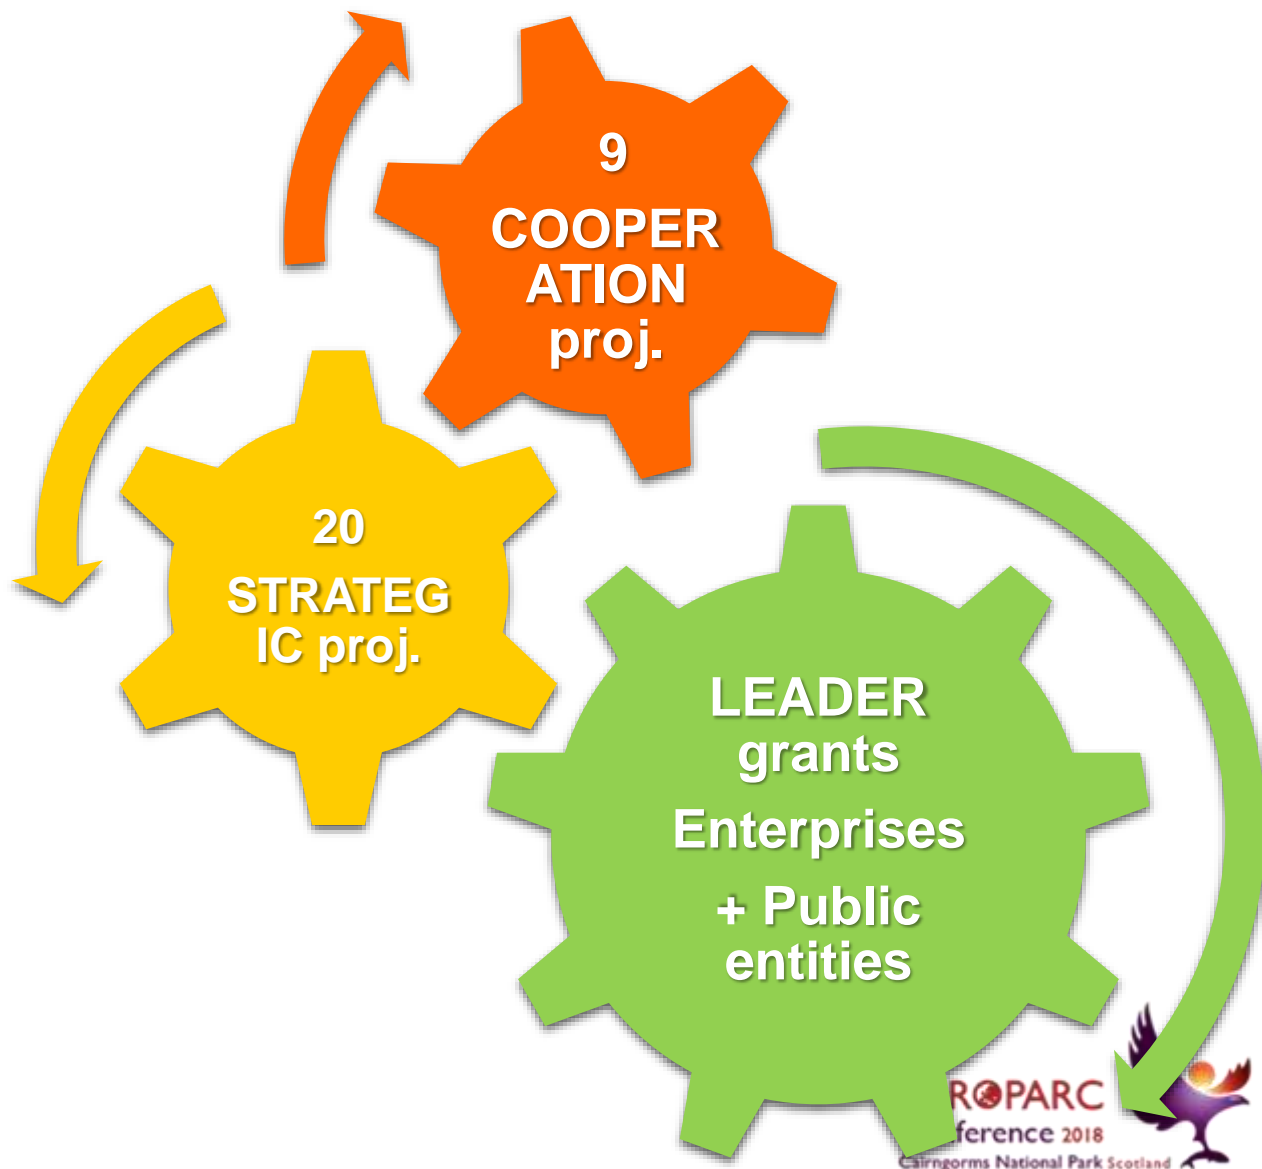 9
COOPER
ATION
proj.
20
STRATEG
IC proj.
LEADER
grants
Enterprises
+ Public
entities
ROPARC
ference 2018
Cairngorms National Park Scotland